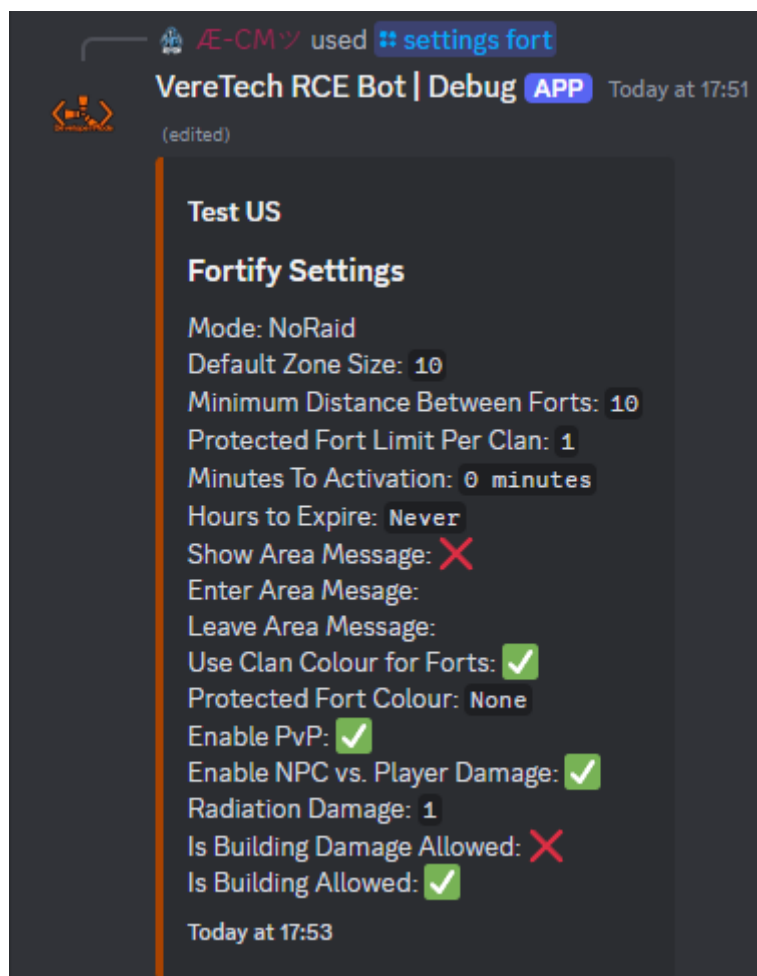 Æ-CMツ used settings fort
VereTech RCE Bot | Debug APP Today at 17:51
(edited)
Test US
Fortify Settings
Mode: NoRaid
Default Zone Size: 10
Minimum Distance Between Forts: 10
Protected Fort Limit Per Clan: 1
Minutes To Activation: 0 minutes
Hours to Expire: Never
Show Area Message: ❌
Enter Area Mesage:
Leave Area Message:
Use Clan Colour for Forts: ✅
Protected Fort Colour: None
Enable PvP: ✅
Enable NPC vs. Player Damage: ✅
Radiation Damage: 1
Is Building Damage Allowed: ❌
Is Building Allowed: ✅
Today at 17:53